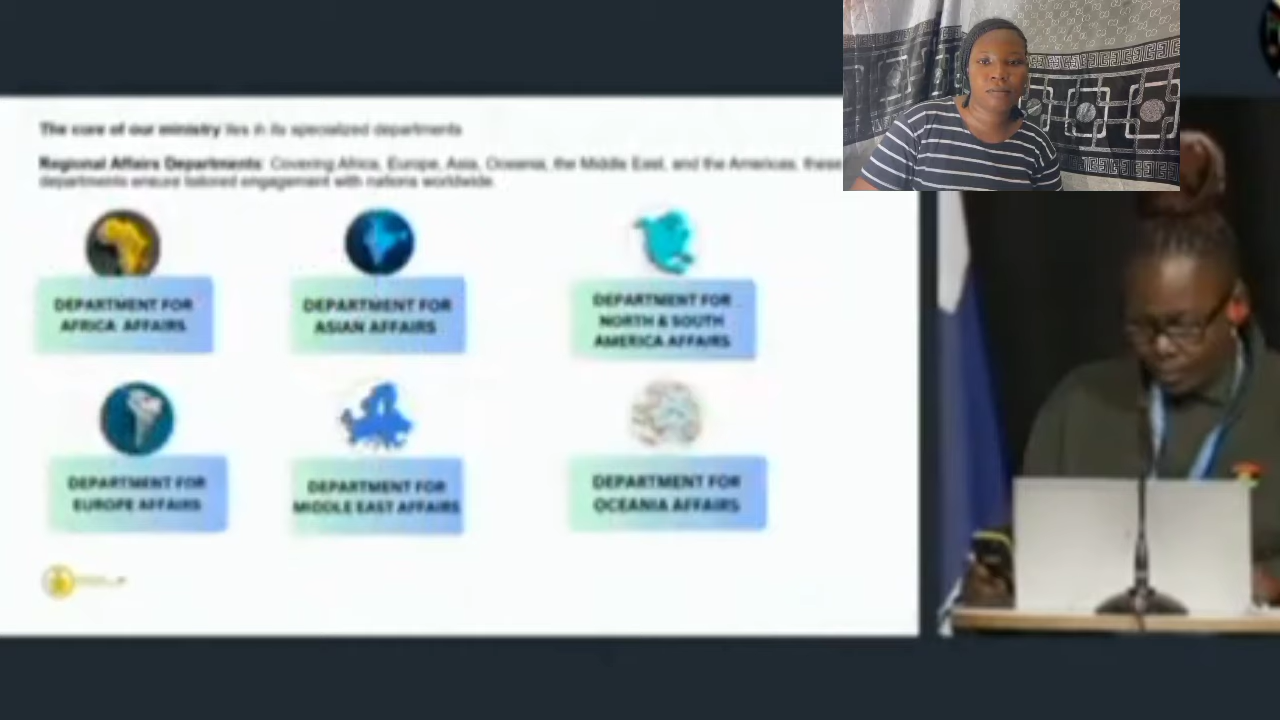 The core of our ministry lies in its specialized departments
Regional Affairs Departments: Covering Africa, Europe, Asia, Oceania, the Middle East, and the Americas, these
departments ensure tailored engagement with nations worldwide.
DEPARTMENT FOR
AFRICA AFFAIRS
DEPARTMENT FOR
ASIAN AFFAIRS
DEPARTMENT FOR
NORTH & SOUTH
AMERICA AFFAIRS
DEPARTMENT FOR
EUROPE AFFAIRS
DEPARTMENT FOR
MIDDLE EAST AFFAIRS
DEPARTMENT FOR
OCEANIA AFFAIRS